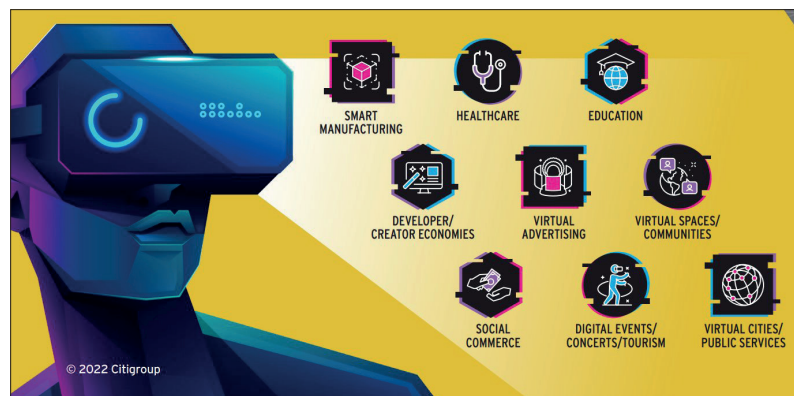 SMART
MANUFACTURING
HEALTHCARE
EDUCATION
DEVELOPER/
CREATOR ECONOMIES
VIRTUAL
ADVERTISING
VIRTUAL SPACES/
COMMUNITIES
SOCIAL
COMMERCE
DIGITAL EVENTS/
CONCERTS/TOURISM
VIRTUAL CITIES/
PUBLIC SERVICES
© 2022 Citigroup